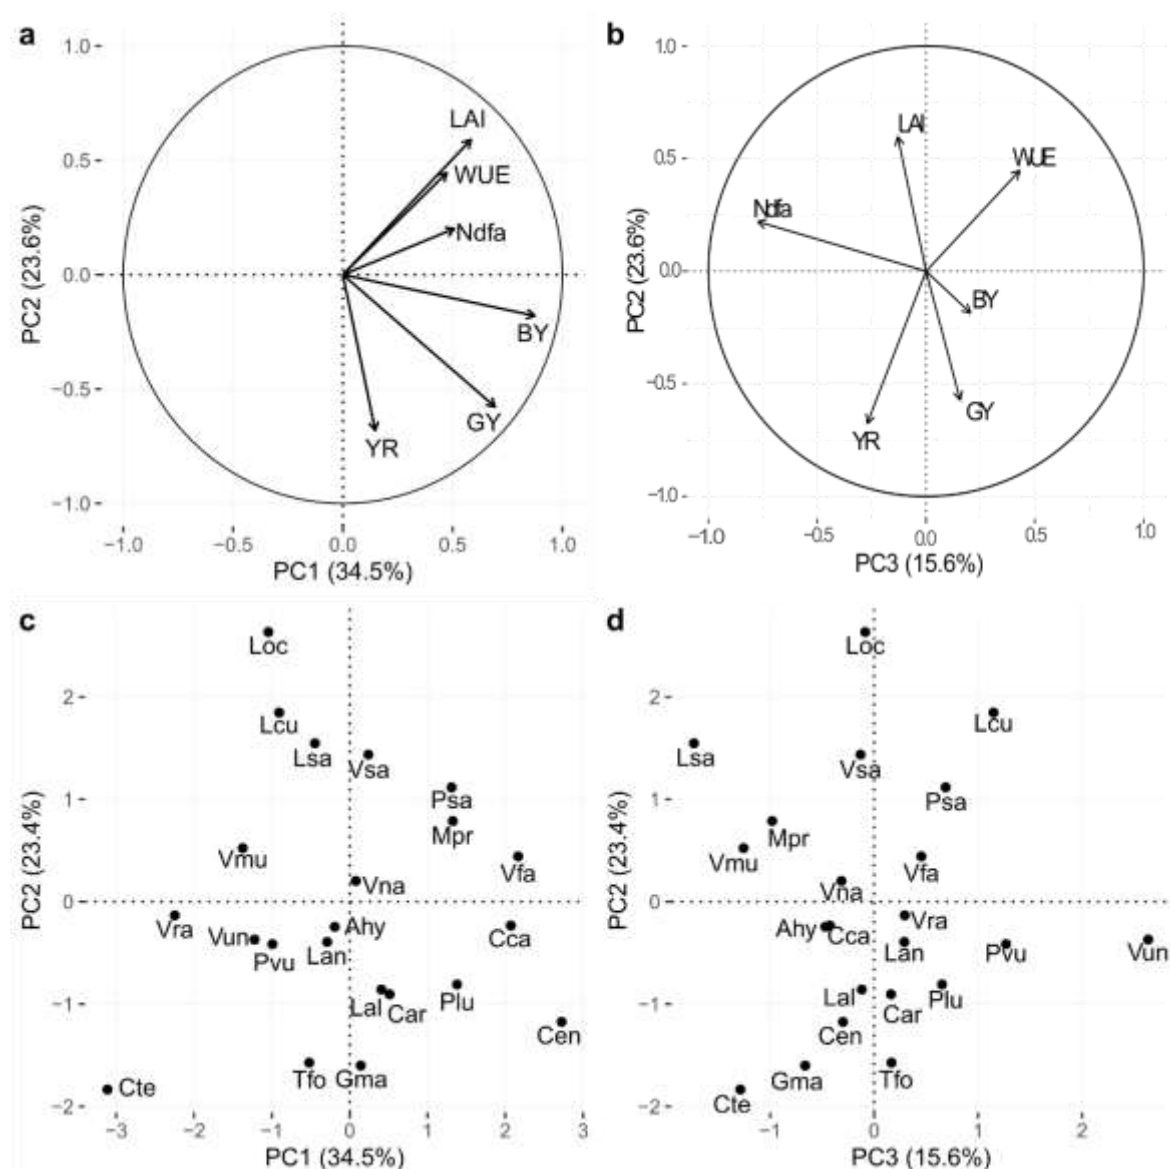 a
1.0
0.5
0.0
−0.5
−1.0
PC2 (23.6%)
LAI
WUE
Ndfa
BY
GY
YR
−1.0 −0.5 0.0 0.5 1.0
PC1 (34.5%)
b
1.0
0.5
0.0
−0.5
−1.0
PC2 (23.6%)
LAI
WUE
Ndfa
BY
GY
YR
−1.0 −0.5 0.0 0.5 1.0
PC3 (15.6%)
c
2
1
0
−1
−2
PC2 (23.4%)
Loc
Lcu
Lsa
Vsa
Psa
Mpr
Vmu
Vfa
Vna
Vra
Vun
Pvu
Ahy
Lan
Cca
Lal
Car
Plu
Cen
Tfo
Gma
Cte
−3 −2 −1 0 1 2 3
PC1 (34.5%)
d
2
1
0
−1
−2
PC2 (23.4%)
Loc
Lcu
Lsa
Vsa
Psa
Mpr
Vmu
Vfa
Vna
Vra
Ahy
Cca
Lan
Pvu
Vun
Lal
Car
Plu
Cen
Gma
Tfo
Cte
−1 0 1 2
PC3 (15.6%)